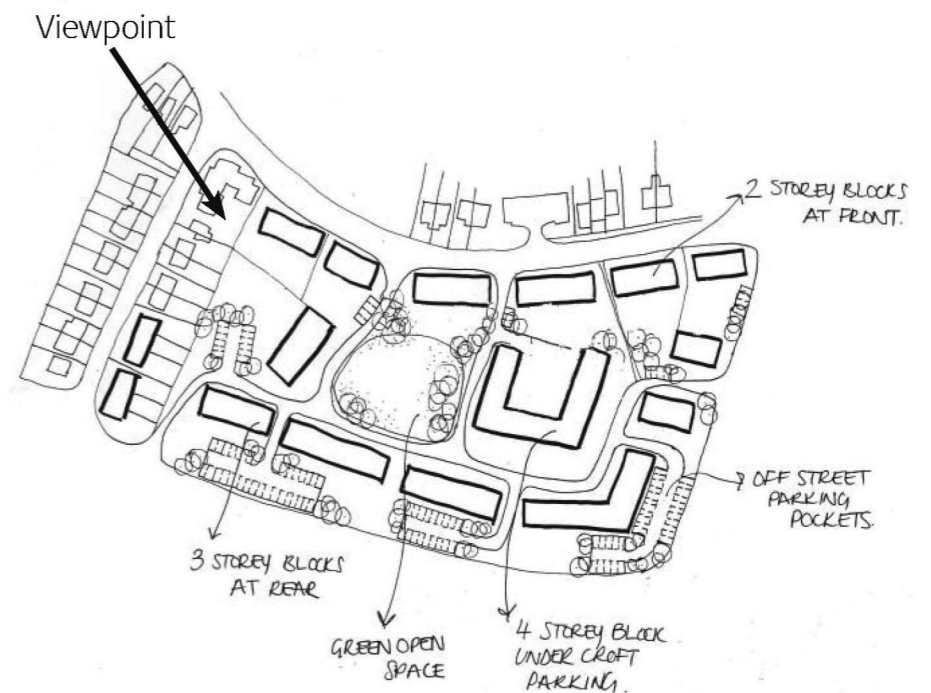 Viewpoint
2 STOREY BLOCKS
AT FRONT.
OFF STREET
PARKING
POCKETS.
3 STOREY BLOCKS
AT REAR
GREEN OPEN
SPACE
4 STOREY BLOCK
UNDER CROFT
PARKING.